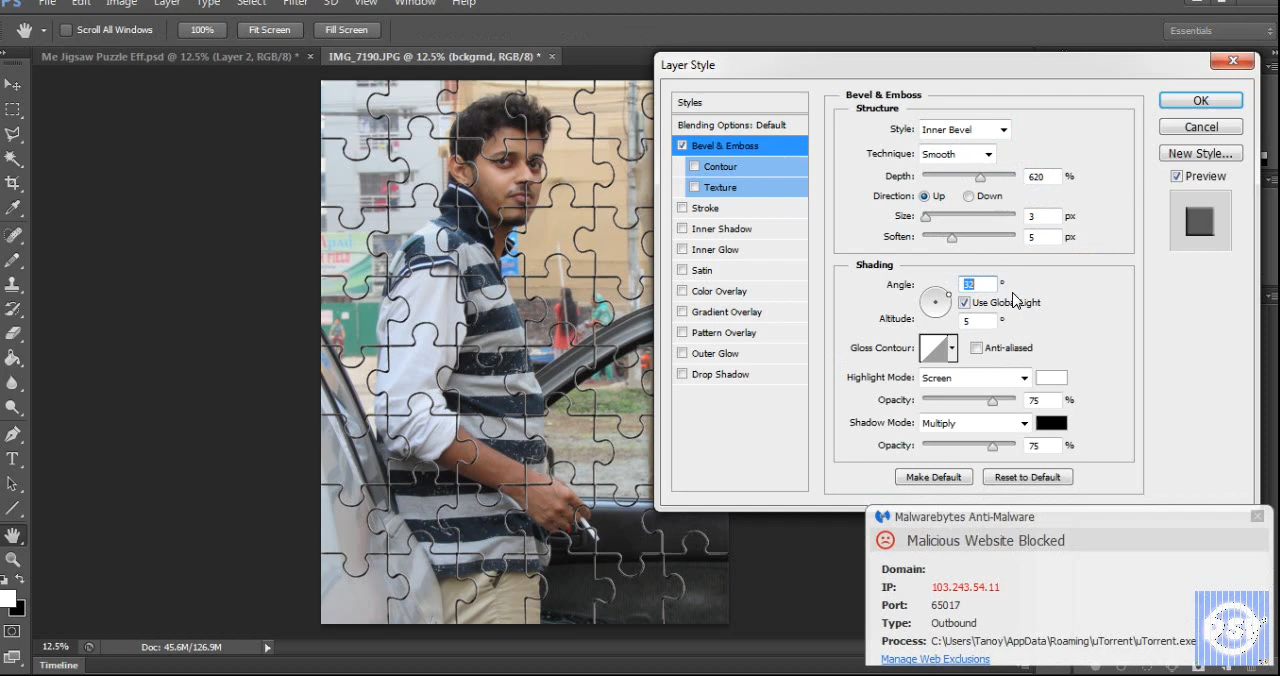 PS File Edit Image Layer Type Select Filter 3D View Window Help
Scroll All Windows 100% Fit Screen Fill Screen Essentials
Me Jigsaw Puzzle Eff.psd @ 12.5% (Layer 2, RGB/8) * × IMG_7190.JPG @ 12.5% (bckgrnd, RGB/8) * ×
Layer Style
Styles
Blending Options: Default
Bevel & Emboss
Contour
Texture
Stroke
Inner Shadow
Inner Glow
Satin
Color Overlay
Gradient Overlay
Pattern Overlay
Outer Glow
Drop Shadow
Bevel & Emboss
Structure
Style: Inner Bevel
Technique: Smooth
Depth: 620 %
Direction: Up Down
Size: 3 px
Soften: 5 px
Shading
Angle: 32 °
Use Global Light
Altitude: 5 °
Gloss Contour: Anti-aliased
Highlight Mode: Screen
Opacity: 75 %
Shadow Mode: Multiply
Opacity: 75 %
Make Default Reset to Default
OK
Cancel
New Style...
Preview
Malwarebytes Anti-Malware
Malicious Website Blocked
Domain:
IP: 103.243.54.11
Port: 65017
Type: Outbound
Process: C:\Users\Tanoy\AppData\Roaming\uTorrent\uTorrent.exe
Manage Web Exclusions
12.5% Doc: 45.6M/126.9M
Timeline